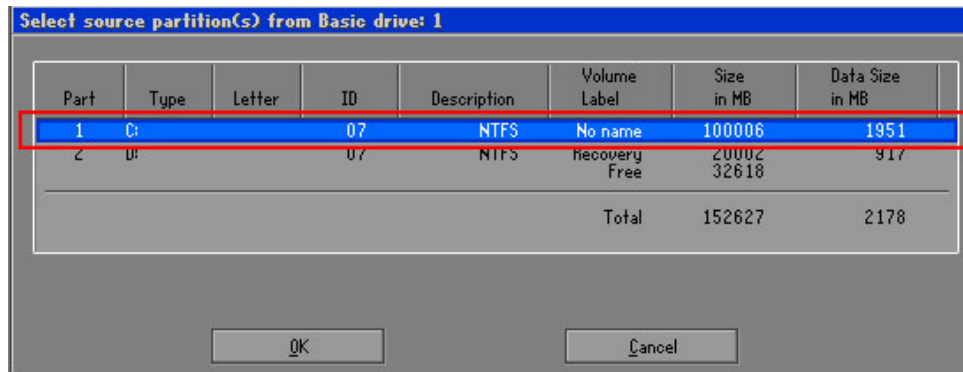 Select source partition(s) from Basic drive: 1
Part Type Letter ID Description Volume Label Size in MB Data Size in MB
1 C: 07 NTFS No name 100006 1951
2 D: 07 NTFS Recovery 20002 917
Free 32618
Total 152627 2178
OK Cancel